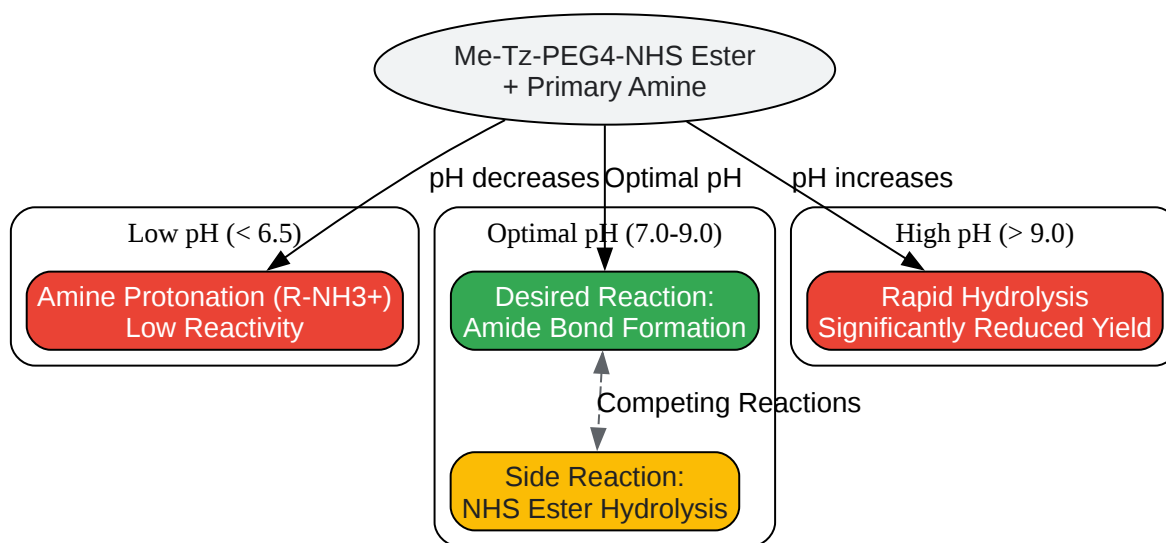 Me-Tz-PEG4-NHS Ester
+ Primary Amine
pH decreases
Optimal pH
pH increases
Low pH (< 6.5)
Optimal pH (7.0-9.0)
High pH (> 9.0)
Amine Protonation (R-NH3+)
Low Reactivity
Desired Reaction:
Amide Bond Formation
Rapid Hydrolysis
Significantly Reduced Yield
Competing Reactions
Side Reaction:
NHS Ester Hydrolysis